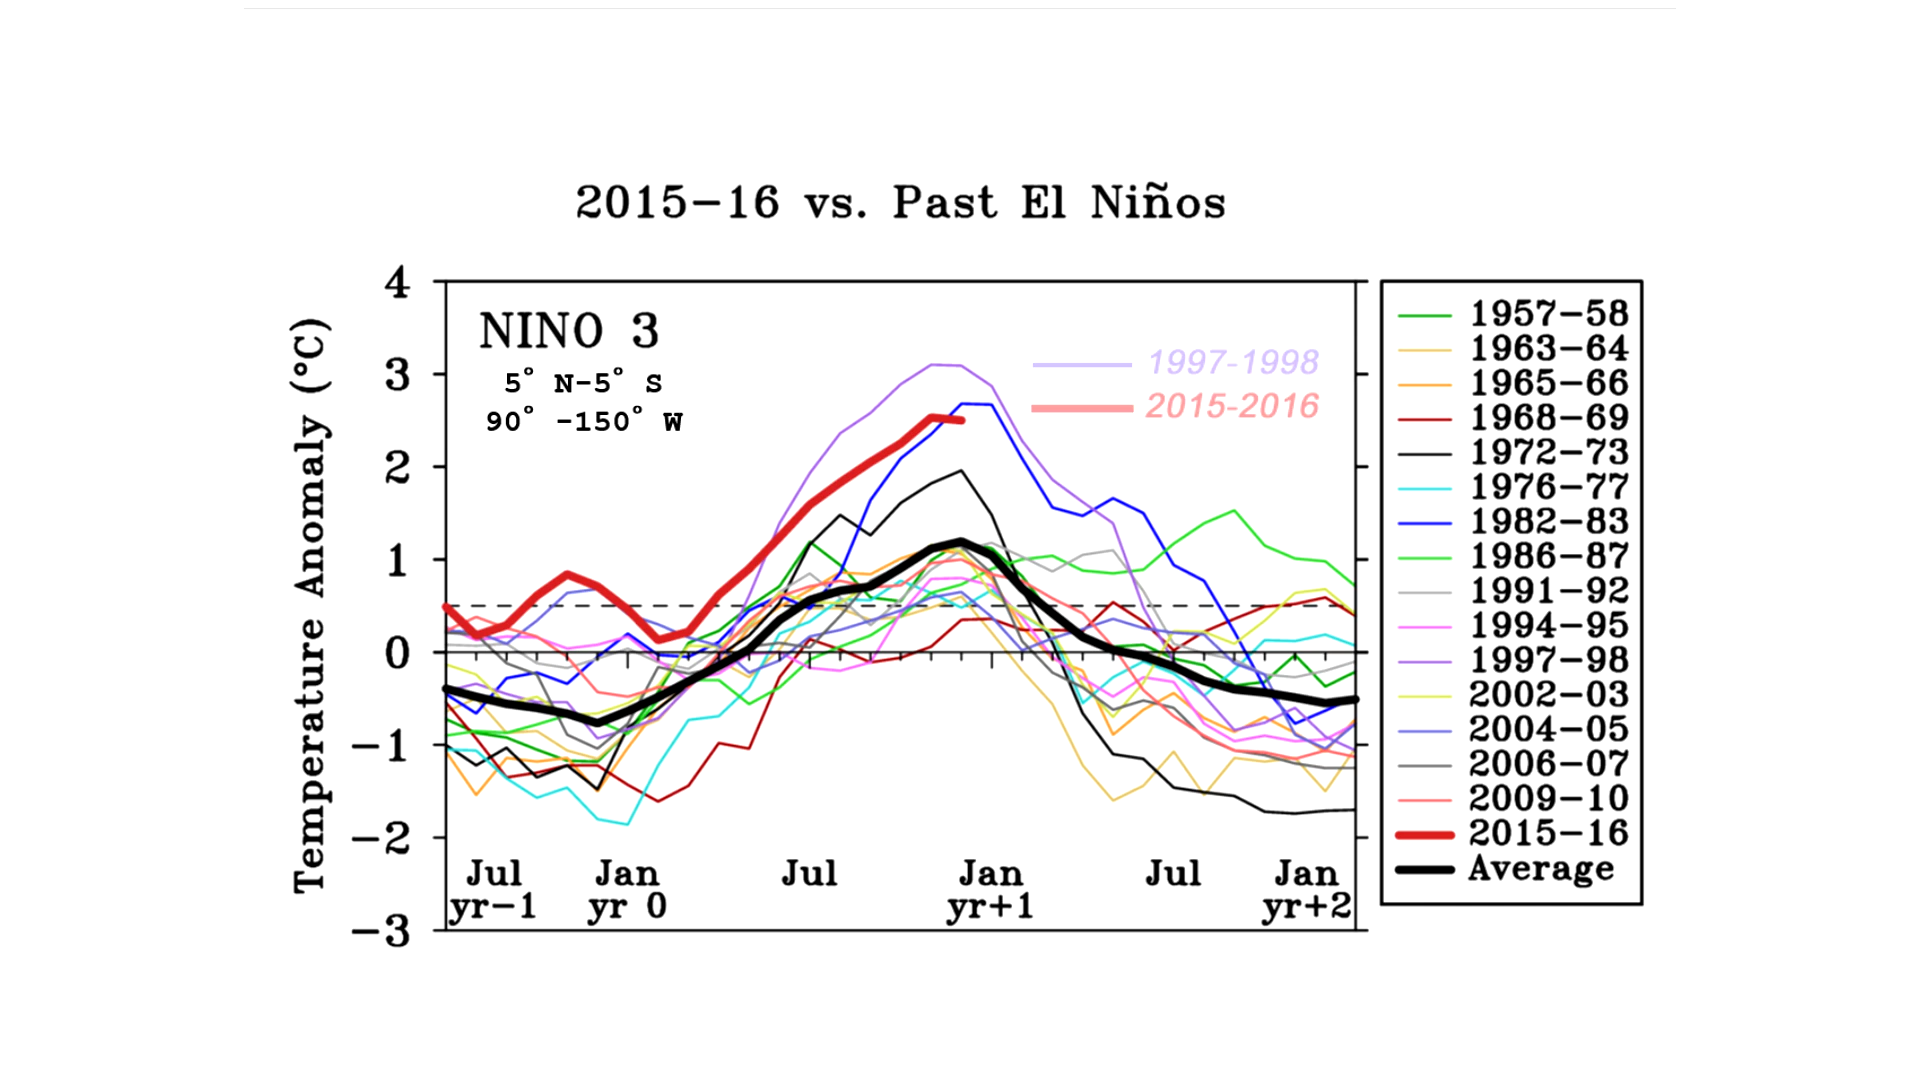 2015-16 vs. Past El Niños
Temperature Anomaly (°C)
4
3
2
1
0
-1
-2
-3
NINO 3
5° N-5° S
90° -150° W
1997-1998
2015-2016
Jul
yr-1
Jan
yr 0
Jul
Jan
yr+1
Jul
Jan
yr+2
1957-58
1963-64
1965-66
1968-69
1972-73
1976-77
1982-83
1986-87
1991-92
1994-95
1997-98
2002-03
2004-05
2006-07
2009-10
2015-16
Average